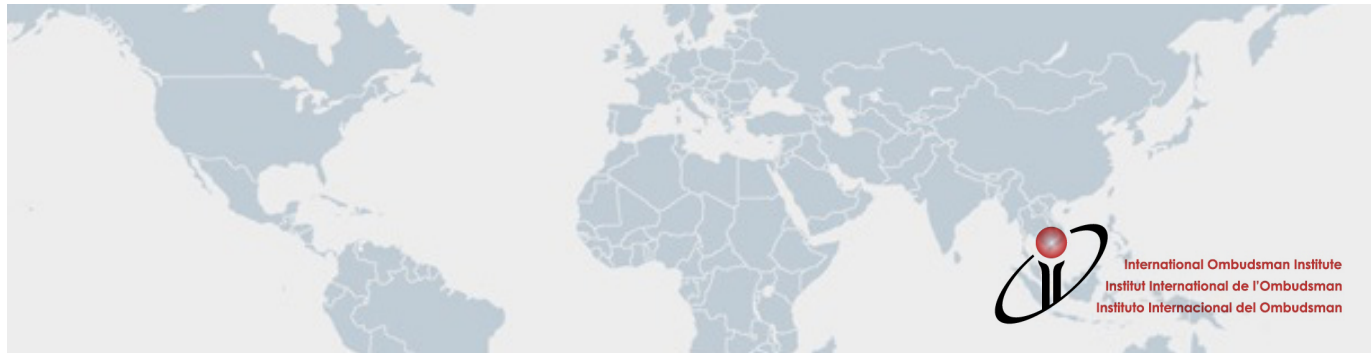 International Ombudsman Institute
Institut International de l'Ombudsman
Instituto Internacional del Ombudsman